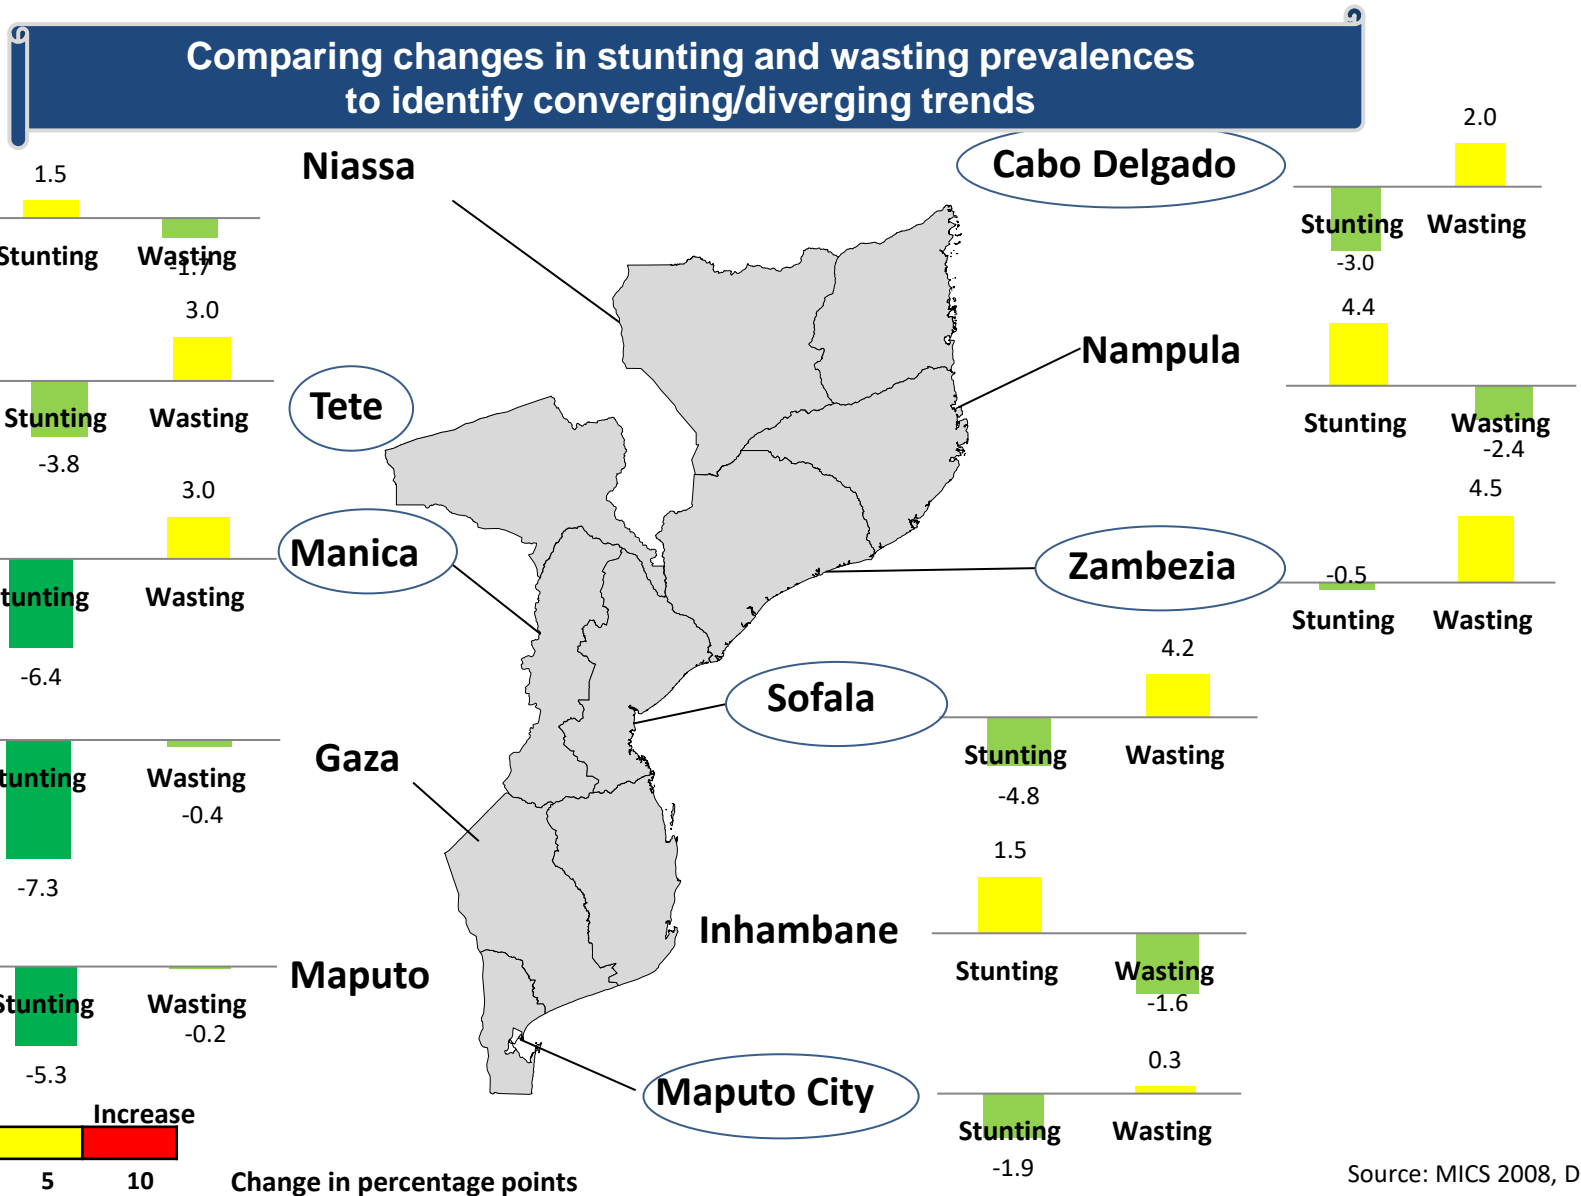 Comparing changes in stunting and wasting prevalences
to identify converging/diverging trends
Niassa
1.5
Stunting Wasting
-1.7
Cabo Delgado
2.0
Stunting Wasting
-3.0
3.0
Tete
Stunting Wasting
-3.8
4.4
Nampula
Stunting Wasting
-2.4
3.0
Manica
tunting Wasting
-6.4
4.5
Zambezia
-0.5
Stunting Wasting
4.2
Sofala
Stunting Wasting
-4.8
Gaza
tunting Wasting
-0.4
-7.3
1.5
Inhambane
Stunting Wasting
-1.6
Maputo
Stunting Wasting
-0.2
-5.3
0.3
Maputo City
Stunting Wasting
-1.9
Increase
5 10
Change in percentage points
Source: MICS 2008, D